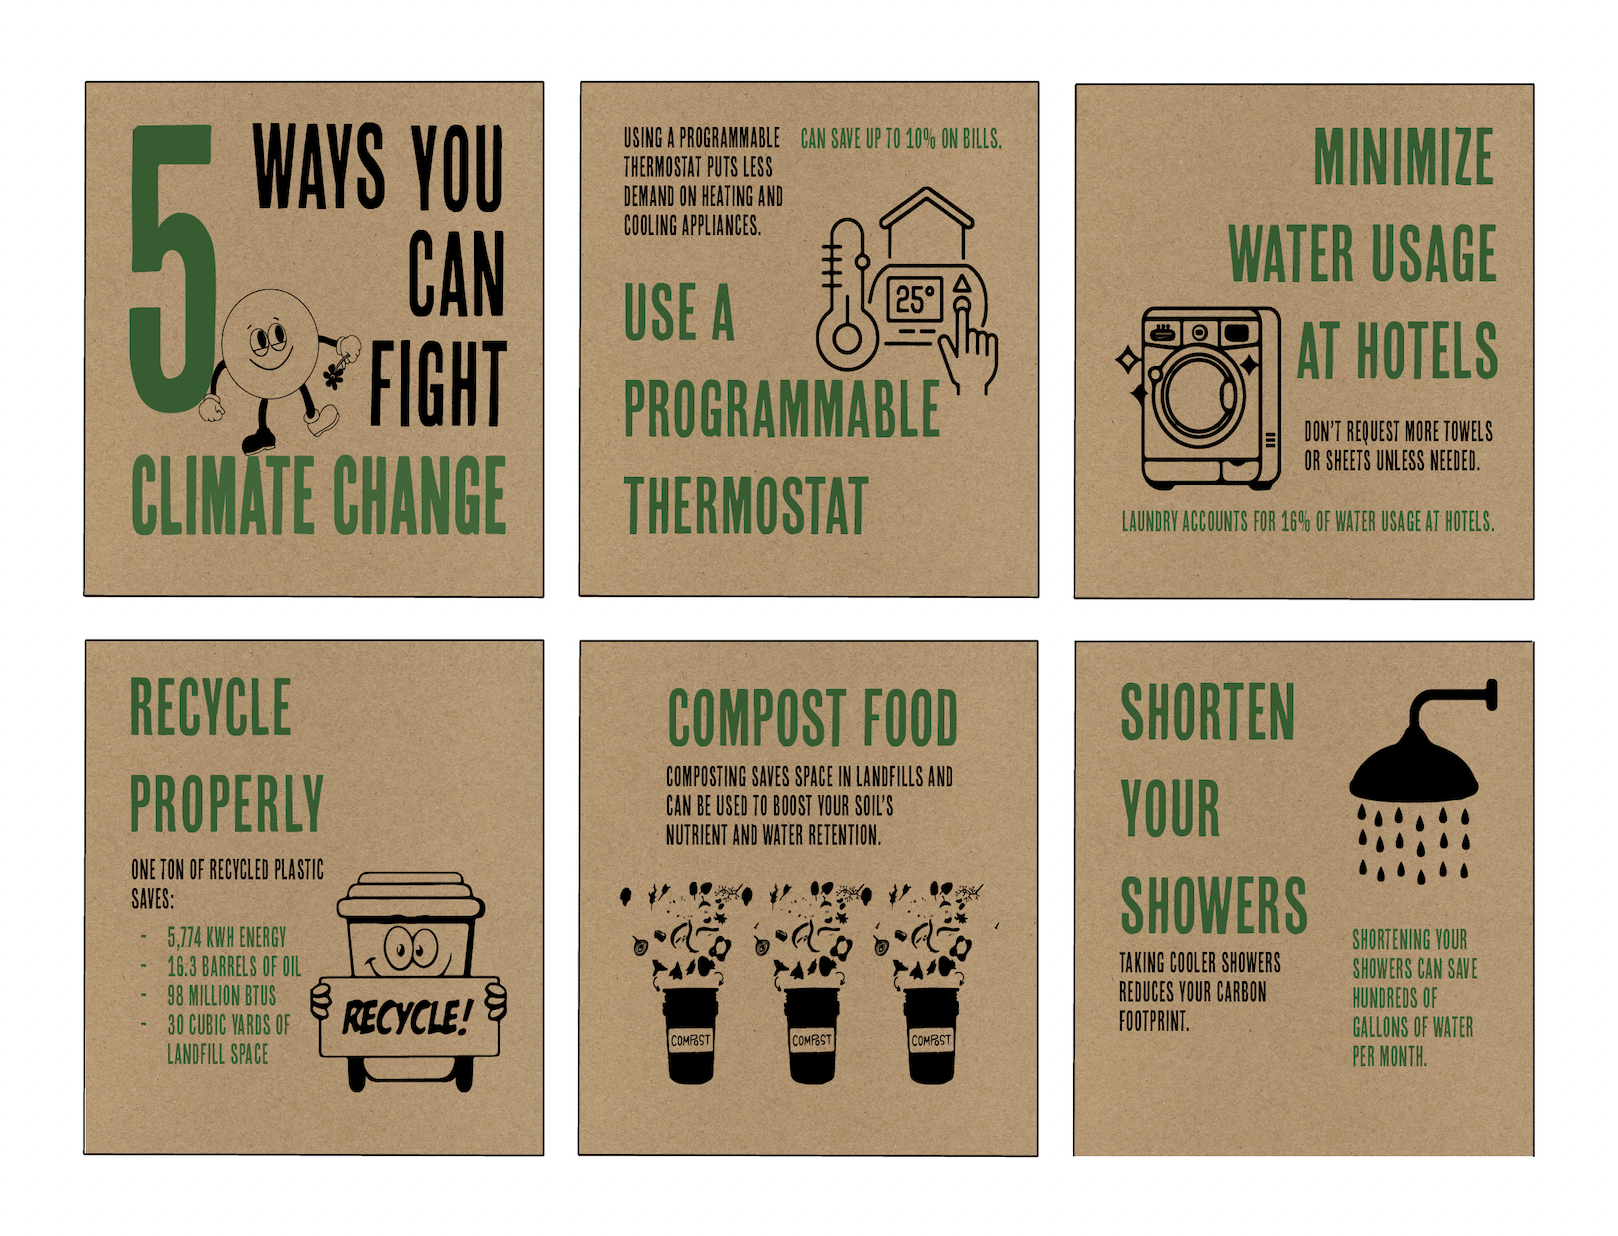 5
WAYS YOU
CAN
FIGHT
CLIMATE CHANGE
USING A PROGRAMMABLE
THERMOSTAT PUTS LESS
DEMAND ON HEATING AND
COOLING APPLIANCES.
CAN SAVE UP TO 10% ON BILLS.
25°
USE A
PROGRAMMABLE
THERMOSTAT
MINIMIZE
WATER USAGE
AT HOTELS
DON'T REQUEST MORE TOWELS
OR SHEETS UNLESS NEEDED.
LAUNDRY ACCOUNTS FOR 16% OF WATER USAGE AT HOTELS.
RECYCLE
PROPERLY
ONE TON OF RECYCLED PLASTIC
SAVES:
- 5,774 KWH ENERGY
- 16.3 BARRELS OF OIL
- 98 MILLION BTUS
- 30 CUBIC YARDS OF
LANDFILL SPACE
RECYCLE!
COMPOST FOOD
COMPOSTING SAVES SPACE IN LANDFILLS AND
CAN BE USED TO BOOST YOUR SOIL'S
NUTRIENT AND WATER RETENTION.
COMPOST
COMPOST
COMPOST
SHORTEN
YOUR
SHOWERS
TAKING COOLER SHOWERS
REDUCES YOUR CARBON
FOOTPRINT.
SHORTENING YOUR
SHOWERS CAN SAVE
HUNDREDS OF
GALLONS OF WATER
PER MONTH.